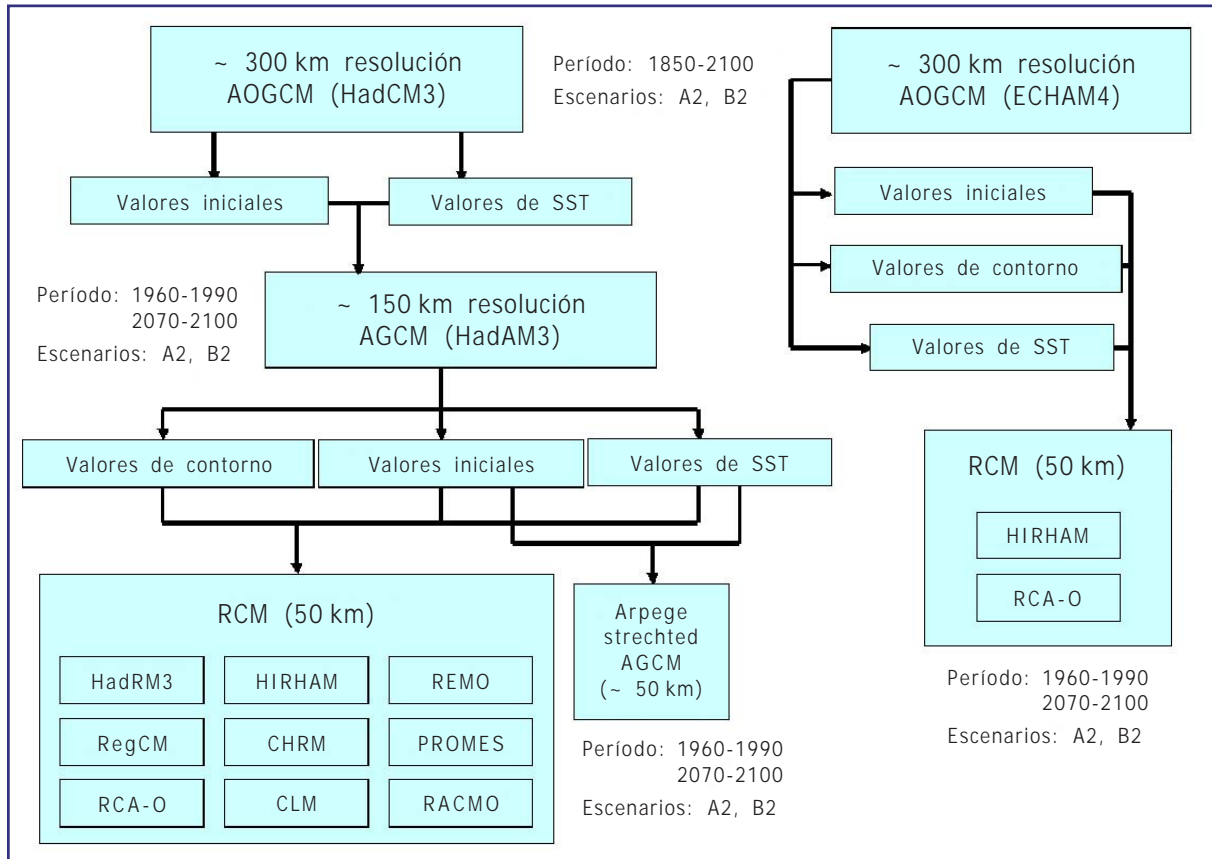 ~ 300 km resolución
AOGCM (HadCM3)
Período: 1850-2100
Escenarios: A2, B2
~ 300 km resolución
AOGCM (ECHAM4)
Valores iniciales
Valores de SST
Valores iniciales
Valores de contorno
Valores de SST
Período: 1960-1990
2070-2100
Escenarios: A2, B2
~ 150 km resolución
AGCM (HadAM3)
Valores de contorno
Valores iniciales
Valores de SST
RCM (50 km)
HadRM3
HIRHAM
REMO
RegCM
CHRM
PROMES
RCA-O
CLM
RACMO
Arpege
strechted
AGCM
(~ 50 km)
Período: 1960-1990
2070-2100
Escenarios: A2, B2
RCM (50 km)
HIRHAM
RCA-O
Período: 1960-1990
2070-2100
Escenarios: A2, B2